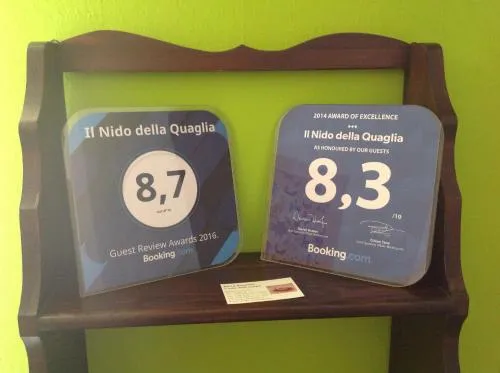 Il Nido della Quaglia
8,7
Guest Review Awards 2016.
Booking.com
2014 AWARD OF EXCELLENCE
Il Nido della Quaglia
AS HONOURED BY OUR GUESTS
8,3
/10
Booking.com